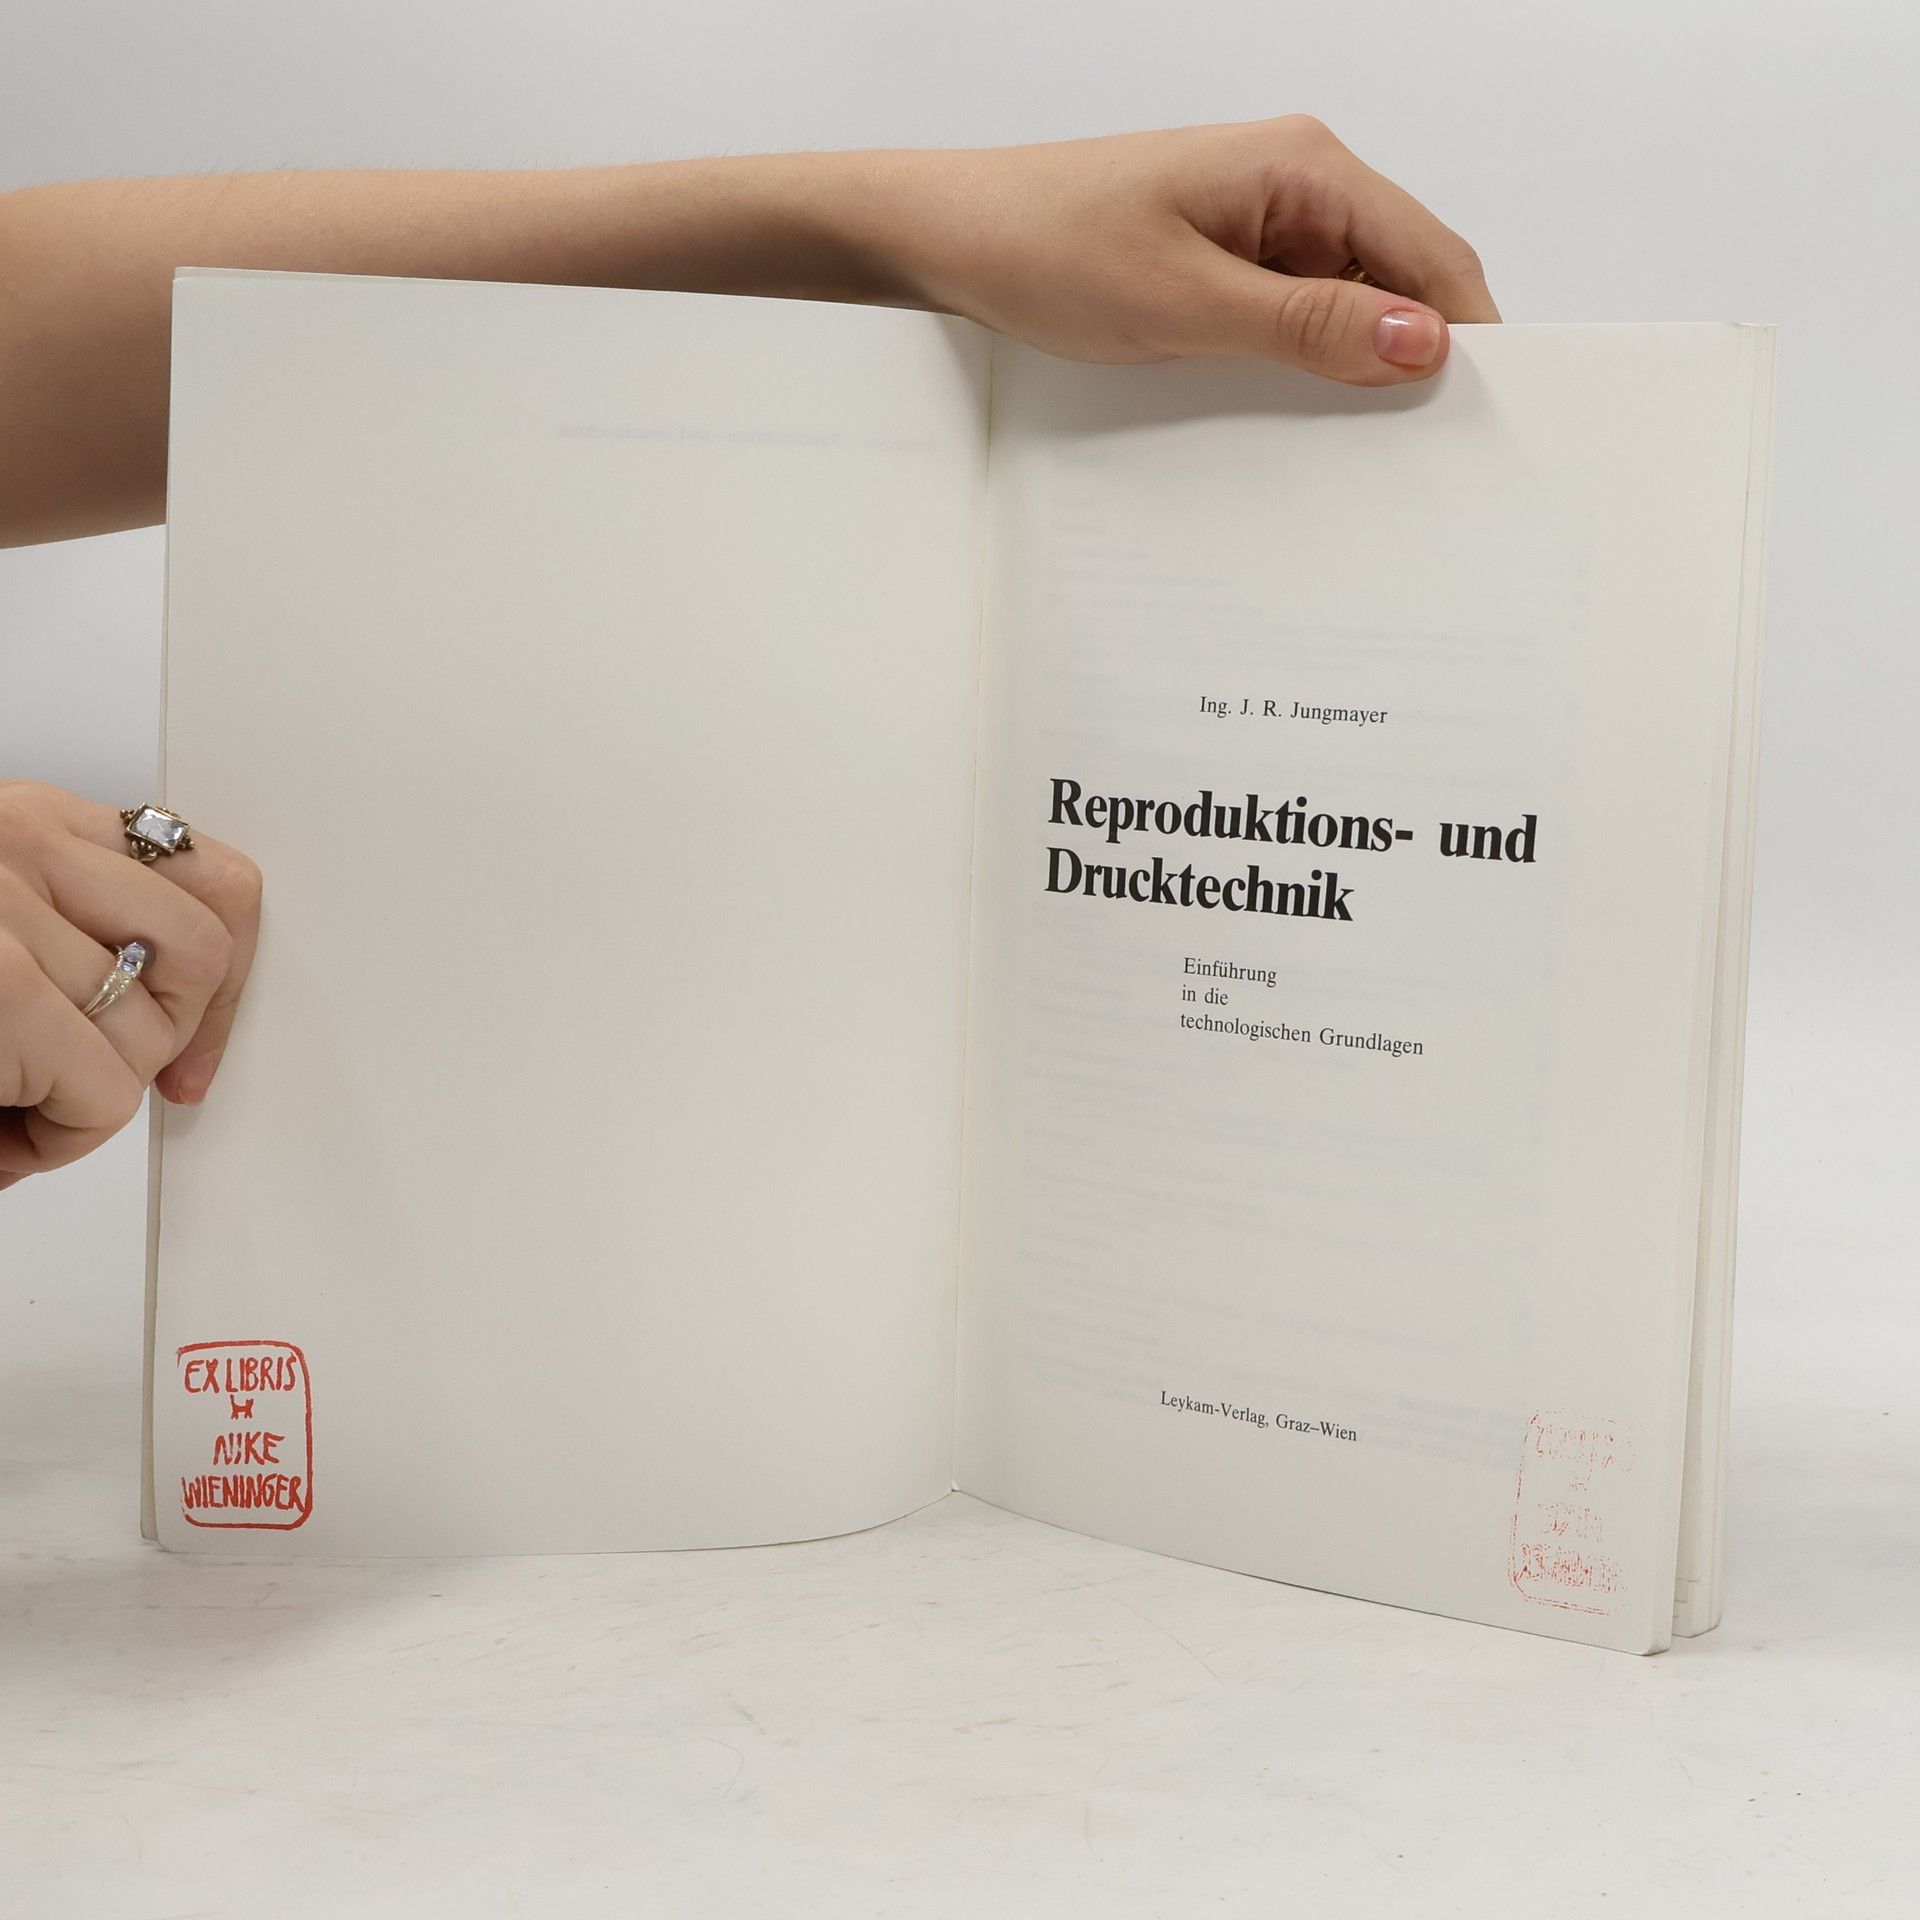 EX LIBRIS
NIKE
WIENINGER
Ing. J. R. Jungmayer
Reproduktions- und
Drucktechnik
Einführung
in die
technologischen Grundlagen
Leykam-Verlag, Graz–Wien